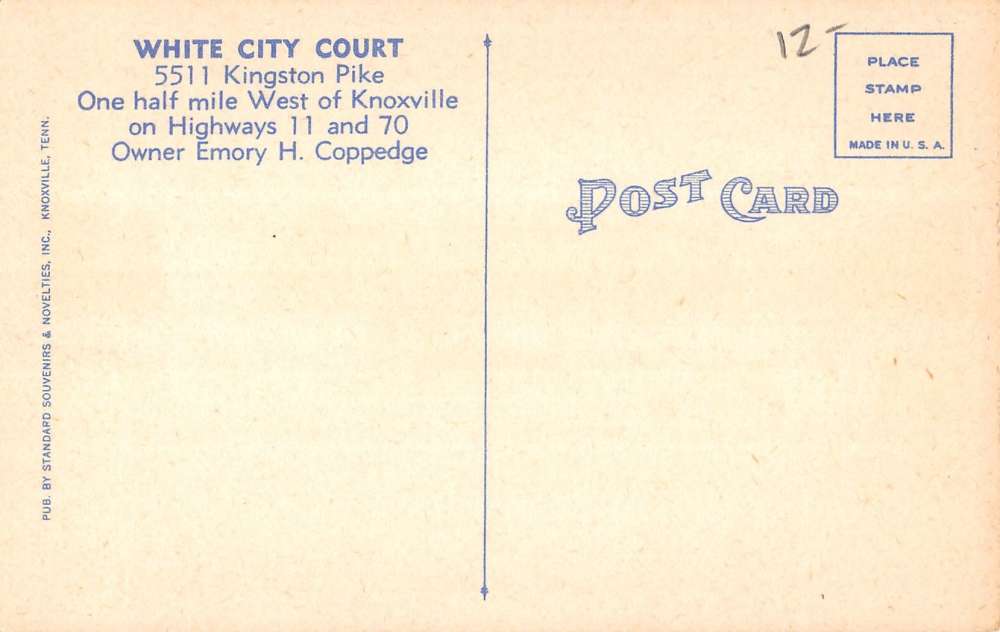 WHITE CITY COURT
5511 Kingston Pike
One half mile West of Knoxville
on Highways 11 and 70
Owner Emory H. Coppedge
PUB. BY STANDARD SOUVENIRS & NOVELTIES, INC., KNOXVILLE, TENN.
12-
PLACE
STAMP
HERE
MADE IN U. S. A.
POST CARD